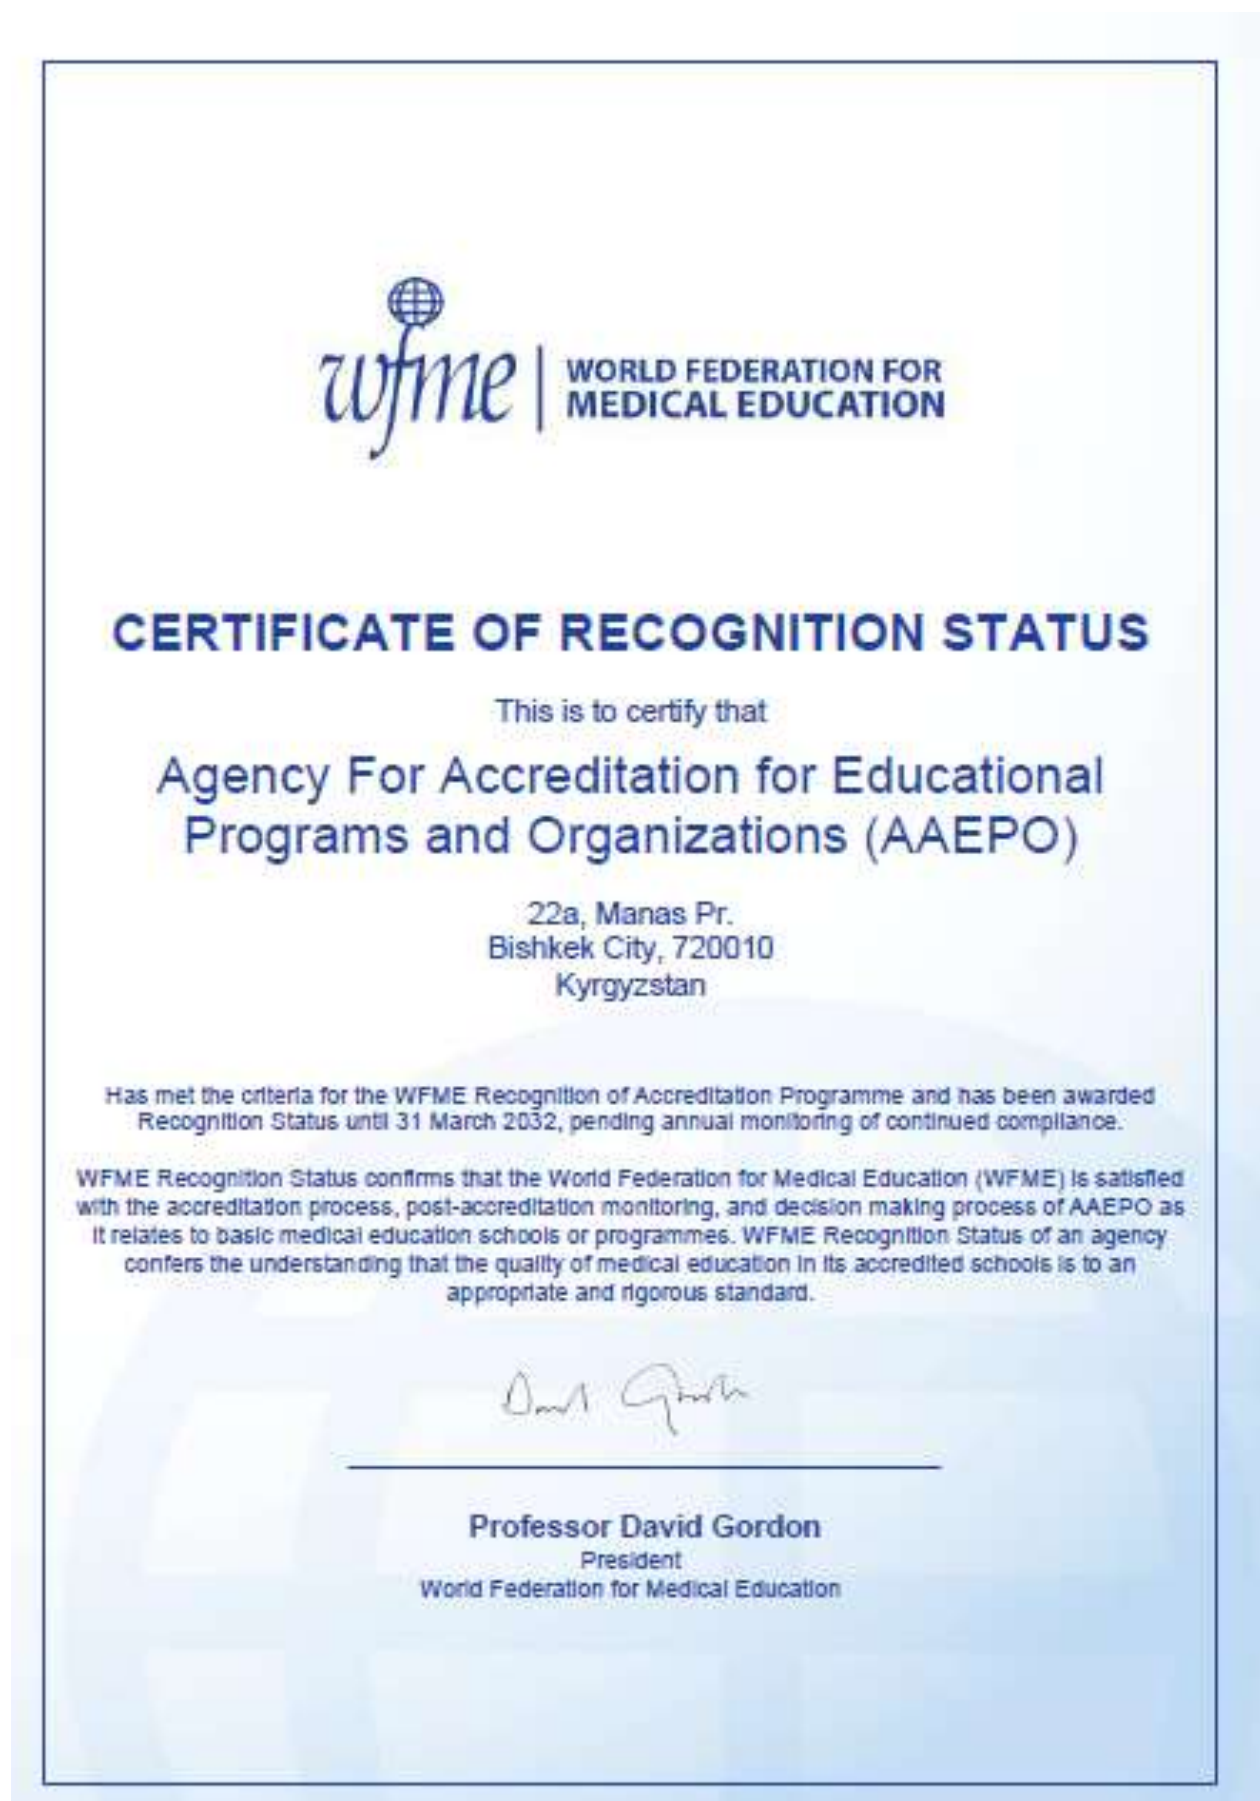 wfme
WORLD FEDERATION FOR
MEDICAL EDUCATION
CERTIFICATE OF RECOGNITION STATUS
This is to certify that
Agency For Accreditation for Educational
Programs and Organizations (AAEPO)
22a, Manas Pr.
Bishkek City, 720010
Kyrgyzstan
Has met the criteria for the WFME Recognition of Accreditation Programme and has been awarded
Recognition Status until 31 March 2032, pending annual monitoring of continued compliance.
WFME Recognition Status confirms that the World Federation for Medical Education (WFME) is satisfied
with the accreditation process, post-accreditation monitoring, and decision making process of AAEPO as
it relates to basic medical education schools or programmes. WFME Recognition Status of an agency
confers the understanding that the quality of medical education in its accredited schools is to an
appropriate and rigorous standard.
David Gordon
Professor David Gordon
President
World Federation for Medical Education